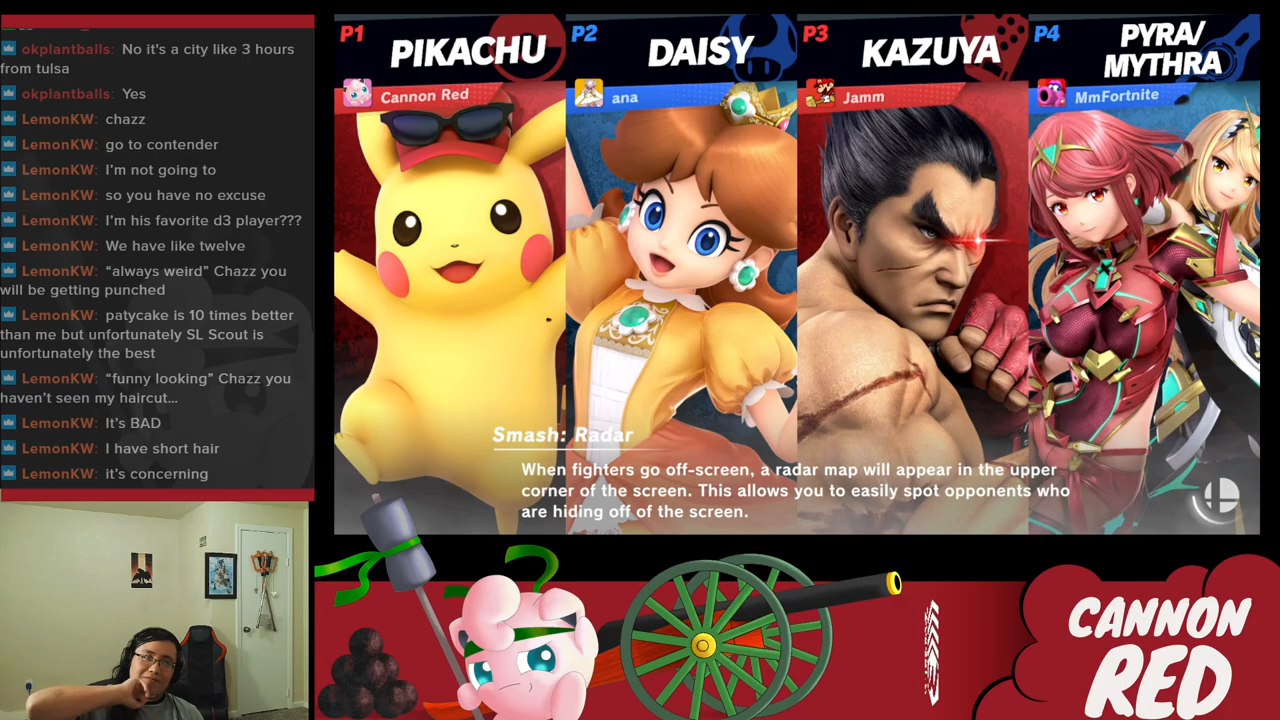 okplantballs: No it's a city like 3 hours
from tulsa
okplantballs: Yes
LemonKW: chazz
LemonKW: go to contender
LemonKW: I'm not going to
LemonKW: so you have no excuse
LemonKW: I'm his favorite d3 player???
LemonKW: We have like twelve
LemonKW: “always weird” Chazz you
will be getting punched
LemonKW: patycake is 10 times better
than me but unfortunately SL Scout is
unfortunately the best
LemonKW: “funny looking” Chazz you
haven't seen my haircut...
LemonKW: It's BAD
LemonKW: I have short hair
LemonKW: it's concerning
P1 PIKACHU
Cannon Red
P2 DAISY
ana
P3 KAZUYA
Jamm
P4 PYRA/
MYTHRA
MmFortnite
Smash: Radar
When fighters go off-screen, a radar map will appear in the upper
corner of the screen. This allows you to easily spot opponents who
are hiding off of the screen.
CANNON
RED